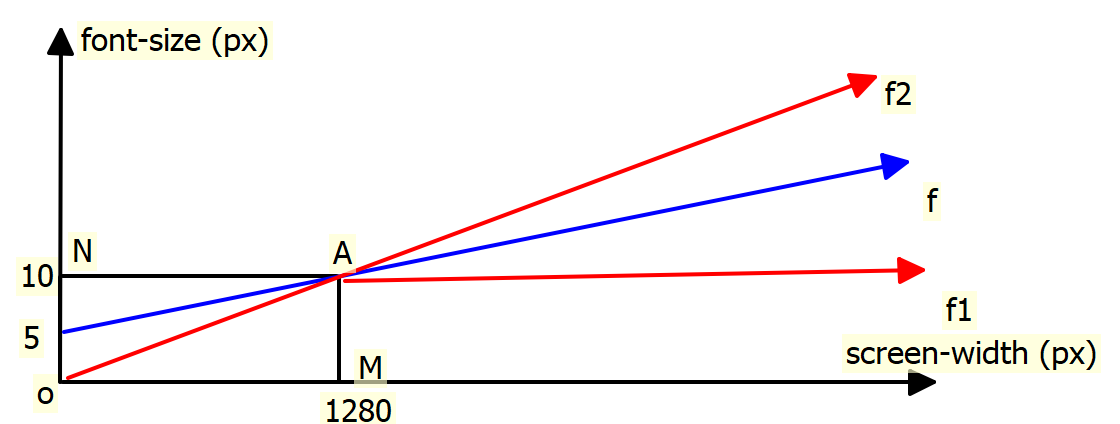 font-size (px)
f2
f
N
A
10
f1
5
screen-width (px)
M
o
1280